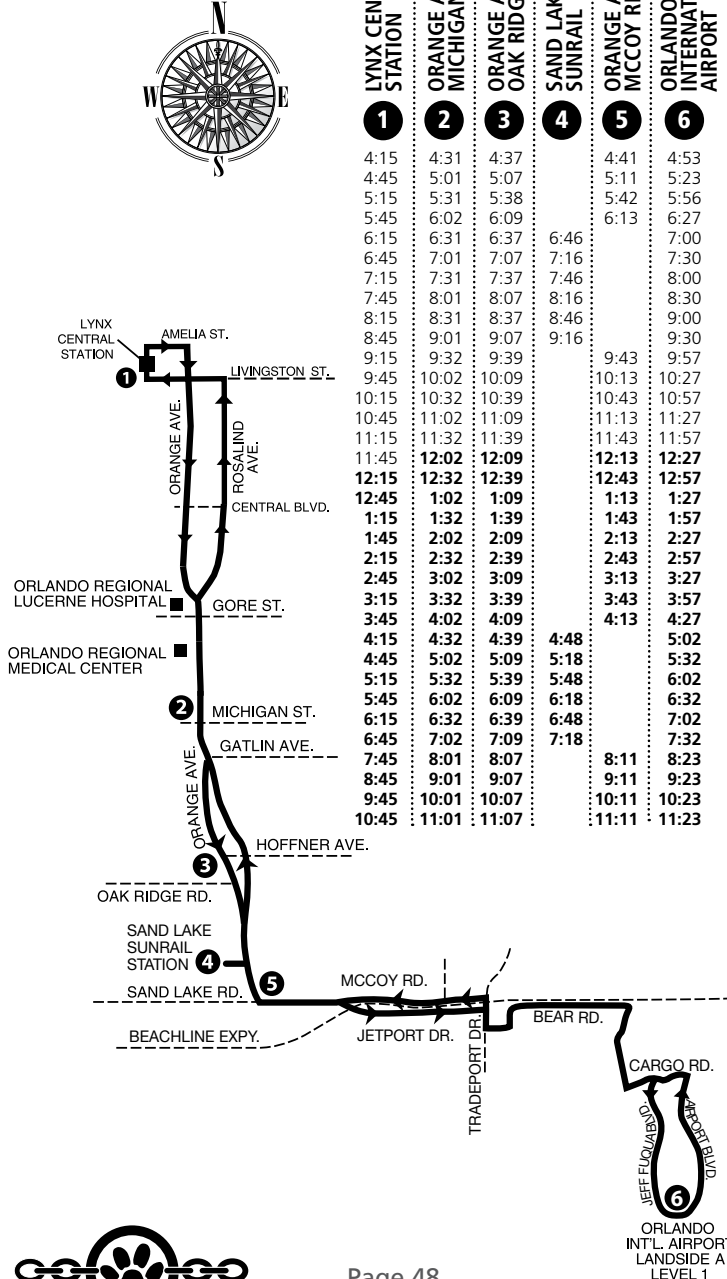 N
W
E
S
LYNX CEN
STATION
ORANGE A
MICHIGAN
ORANGE A
OAK RIDG
SAND LAK
SUNRAIL
ORANGE A
MCCOY R
ORLANDO
INTERNAT
AIRPORT
1 2 3 4 5 6
4:15 4:31 4:37 4:41 4:53
4:45 5:01 5:07 5:11 5:23
5:15 5:31 5:38 5:42 5:56
5:45 6:02 6:09 6:13 6:27
6:15 6:31 6:37 6:46 7:00
6:45 7:01 7:07 7:16 7:30
7:15 7:31 7:37 7:46 8:00
7:45 8:01 8:07 8:16 8:30
8:15 8:31 8:37 8:46 9:00
8:45 9:01 9:07 9:16 9:30
9:15 9:32 9:39 9:43 9:57
9:45 10:02 10:09 10:13 10:27
10:15 10:32 10:39 10:43 10:57
10:45 11:02 11:09 11:13 11:27
11:15 11:32 11:39 11:43 11:57
11:45 12:02 12:09 12:13 12:27
12:15 12:32 12:39 12:43 12:57
12:45 1:02 1:09 1:13 1:27
1:15 1:32 1:39 1:43 1:57
1:45 2:02 2:09 2:13 2:27
2:15 2:32 2:39 2:43 2:57
2:45 3:02 3:09 3:13 3:27
3:15 3:32 3:39 3:43 3:57
3:45 4:02 4:09 4:13 4:27
4:15 4:32 4:39 4:48 5:02
4:45 5:02 5:09 5:18 5:32
5:15 5:32 5:39 5:48 6:02
5:45 6:02 6:09 6:18 6:32
6:15 6:32 6:39 6:48 7:02
6:45 7:02 7:09 7:18 7:32
7:45 8:01 8:07 8:11 8:23
8:45 9:01 9:07 9:11 9:23
9:45 10:01 10:07 10:11 10:23
10:45 11:01 11:07 11:11 11:23
LYNX
CENTRAL
STATION
1
AMELIA ST.
LIVINGSTON ST.
ORANGE AVE.
ROSALIND
AVE.
CENTRAL BLVD.
ORLANDO REGIONAL
LUCERNE HOSPITAL
GORE ST.
ORLANDO REGIONAL
MEDICAL CENTER
2
MICHIGAN ST.
GATLIN AVE.
ORANGE AVE.
HOFFNER AVE.
3
OAK RIDGE RD.
SAND LAKE
SUNRAIL
STATION
4
5
SAND LAKE RD.
MCCOY RD.
BEACHLINE EXPY.
JETPORT DR.
TRADEPORT DR.
BEAR RD.
CARGO RD.
JEFF FUQUA BLVD.
AIRPORT BLVD.
6
ORLANDO
INT'L. AIRPORT
LANDSIDE A
LEVEL 1
Page 48